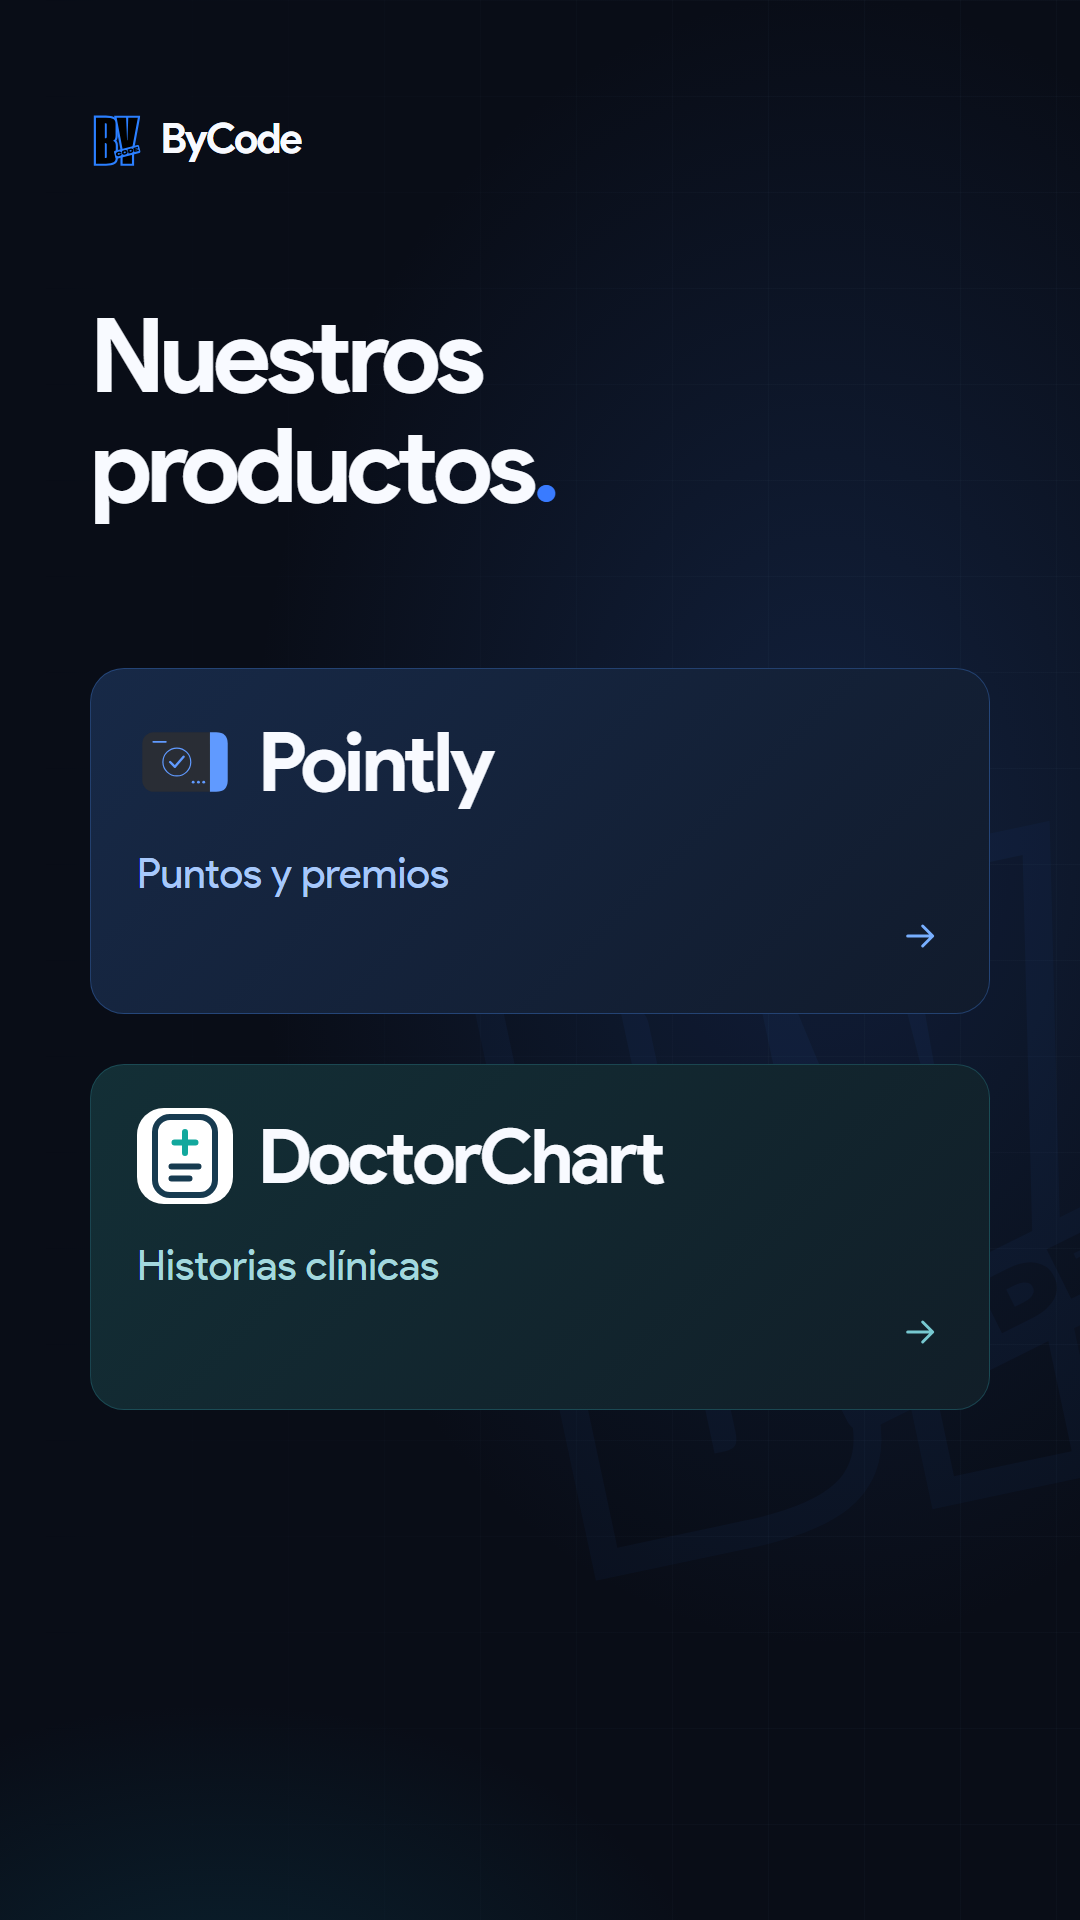 ByCode
Nuestros
productos.
Pointly
Puntos y premios
DoctorChart
Historias clínicas